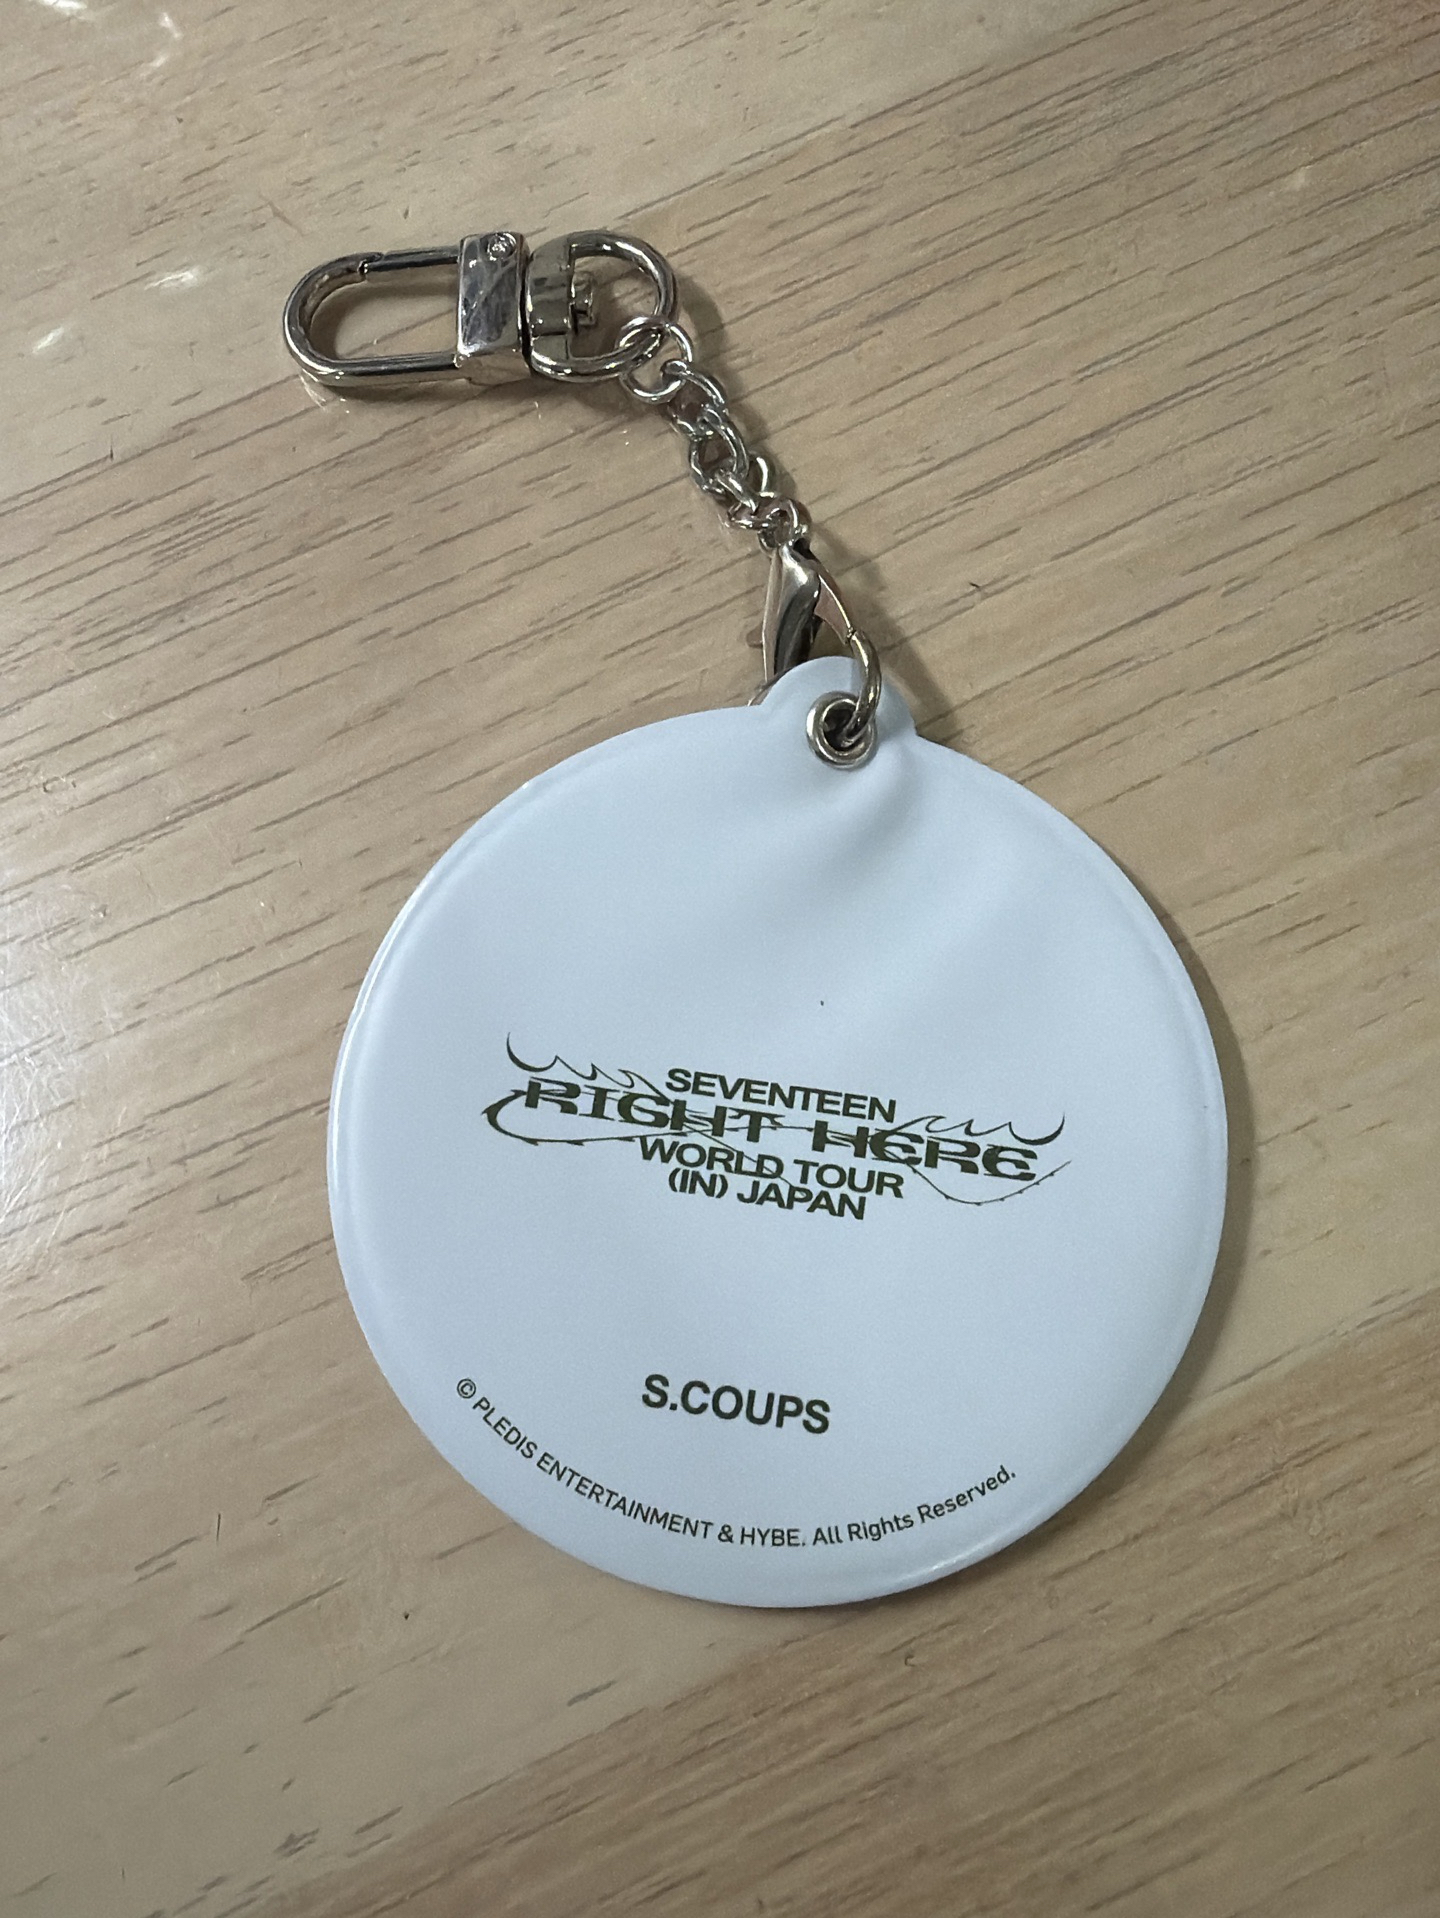 SEVENTEEN
RIGHT HERE
WORLD TOUR
(IN) JAPAN
S.COUPS
© PLEDIS ENTERTAINMENT & HYBE. All Rights Reserved.